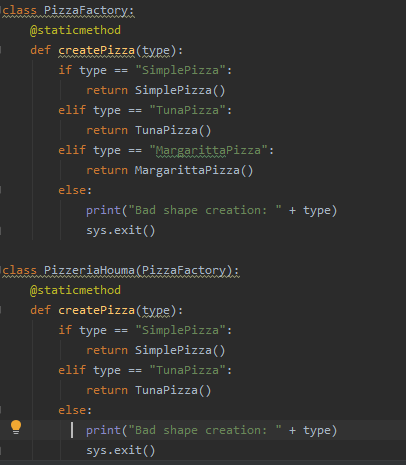 class PizzaFactory:
    @staticmethod
    def createPizza(type):
        if type == "SimplePizza":
            return SimplePizza()
        elif type == "TunaPizza":
            return TunaPizza()
        elif type == "MargarittaPizza":
            return MargarittaPizza()
        else:
            print("Bad shape creation: " + type)
            sys.exit()
class PizzeriaHouma(PizzaFactory):
    @staticmethod
    def createPizza(type):
        if type == "SimplePizza":
            return SimplePizza()
        elif type == "TunaPizza":
            return TunaPizza()
        else:
            print("Bad shape creation: " + type)
            sys.exit()